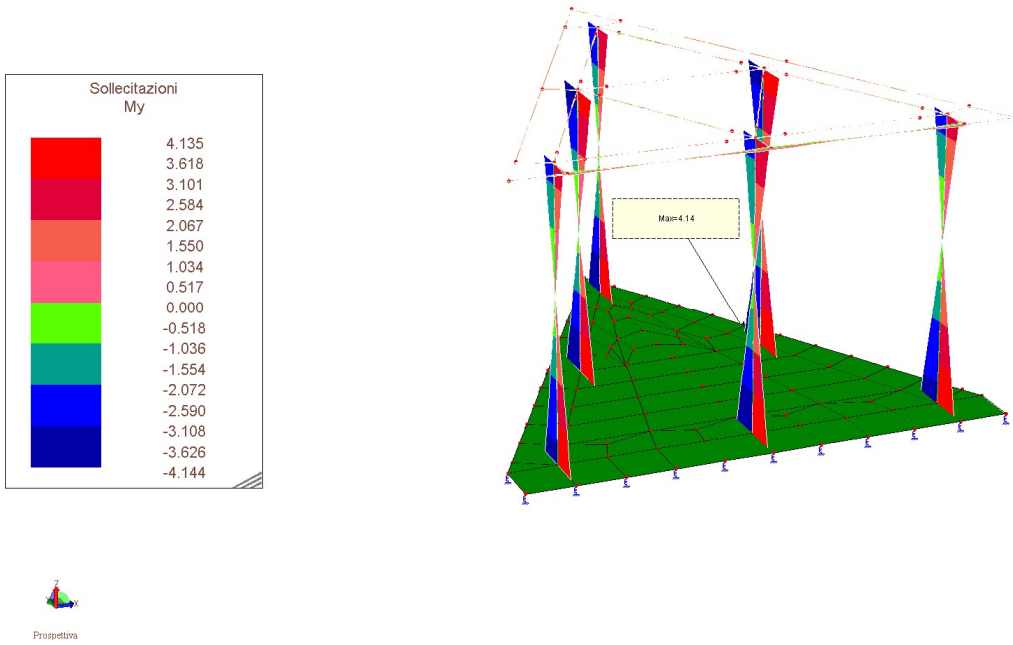 Sollecitazioni
My
4.135
3.618
3.101
2.584
2.067
1.550
1.034
0.517
0.000
-0.518
-1.036
-1.554
-2.072
-2.590
-3.108
-3.626
-4.144
Max=4.14
Z
X
Prospettiva